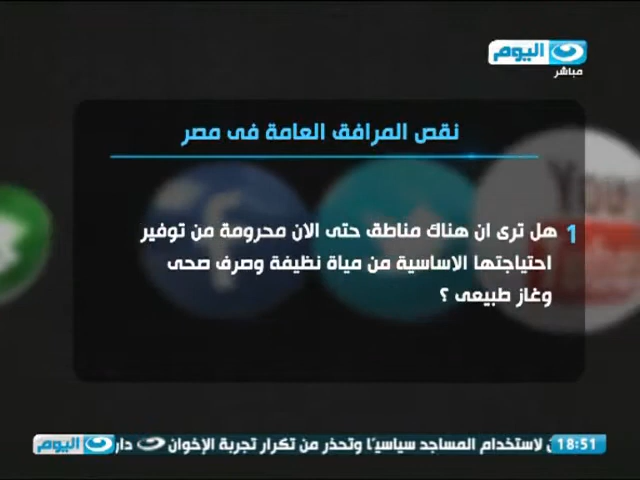 اليوم
مباشر
نقص المرافق العامة فى مصر
You
1 هل ترى ان هناك مناطق حتى الان محرومة من توفير
احتياجتها الاساسية من مياة نظيفة وصرف صحى
وغاز طبيعى ؟
18:51 لاستخدام المساجد سياسيًا وتحذر من تكرار تجربة الإخوان دار اليوم